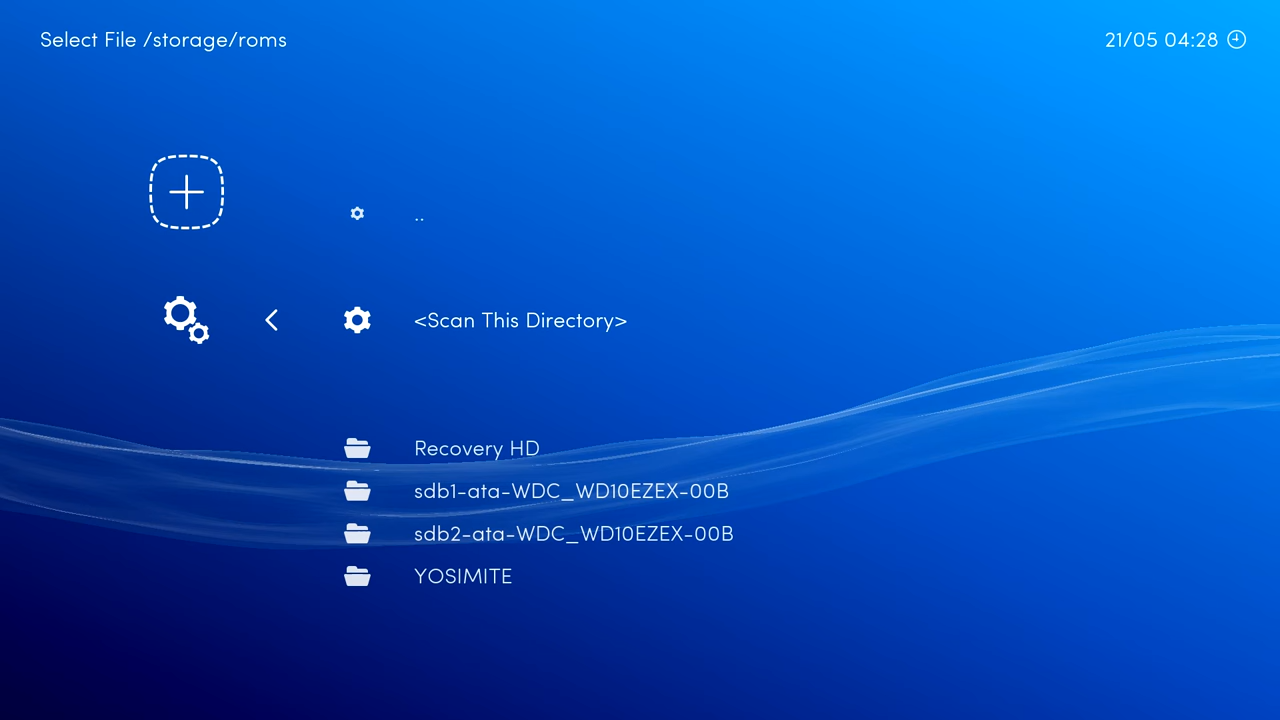 Select File /storage/roms
21/05 04:28
..
<Scan This Directory>
Recovery HD
sdb1-ata-WDC_WD10EZEX-00B
sdb2-ata-WDC_WD10EZEX-00B
YOSIMITE